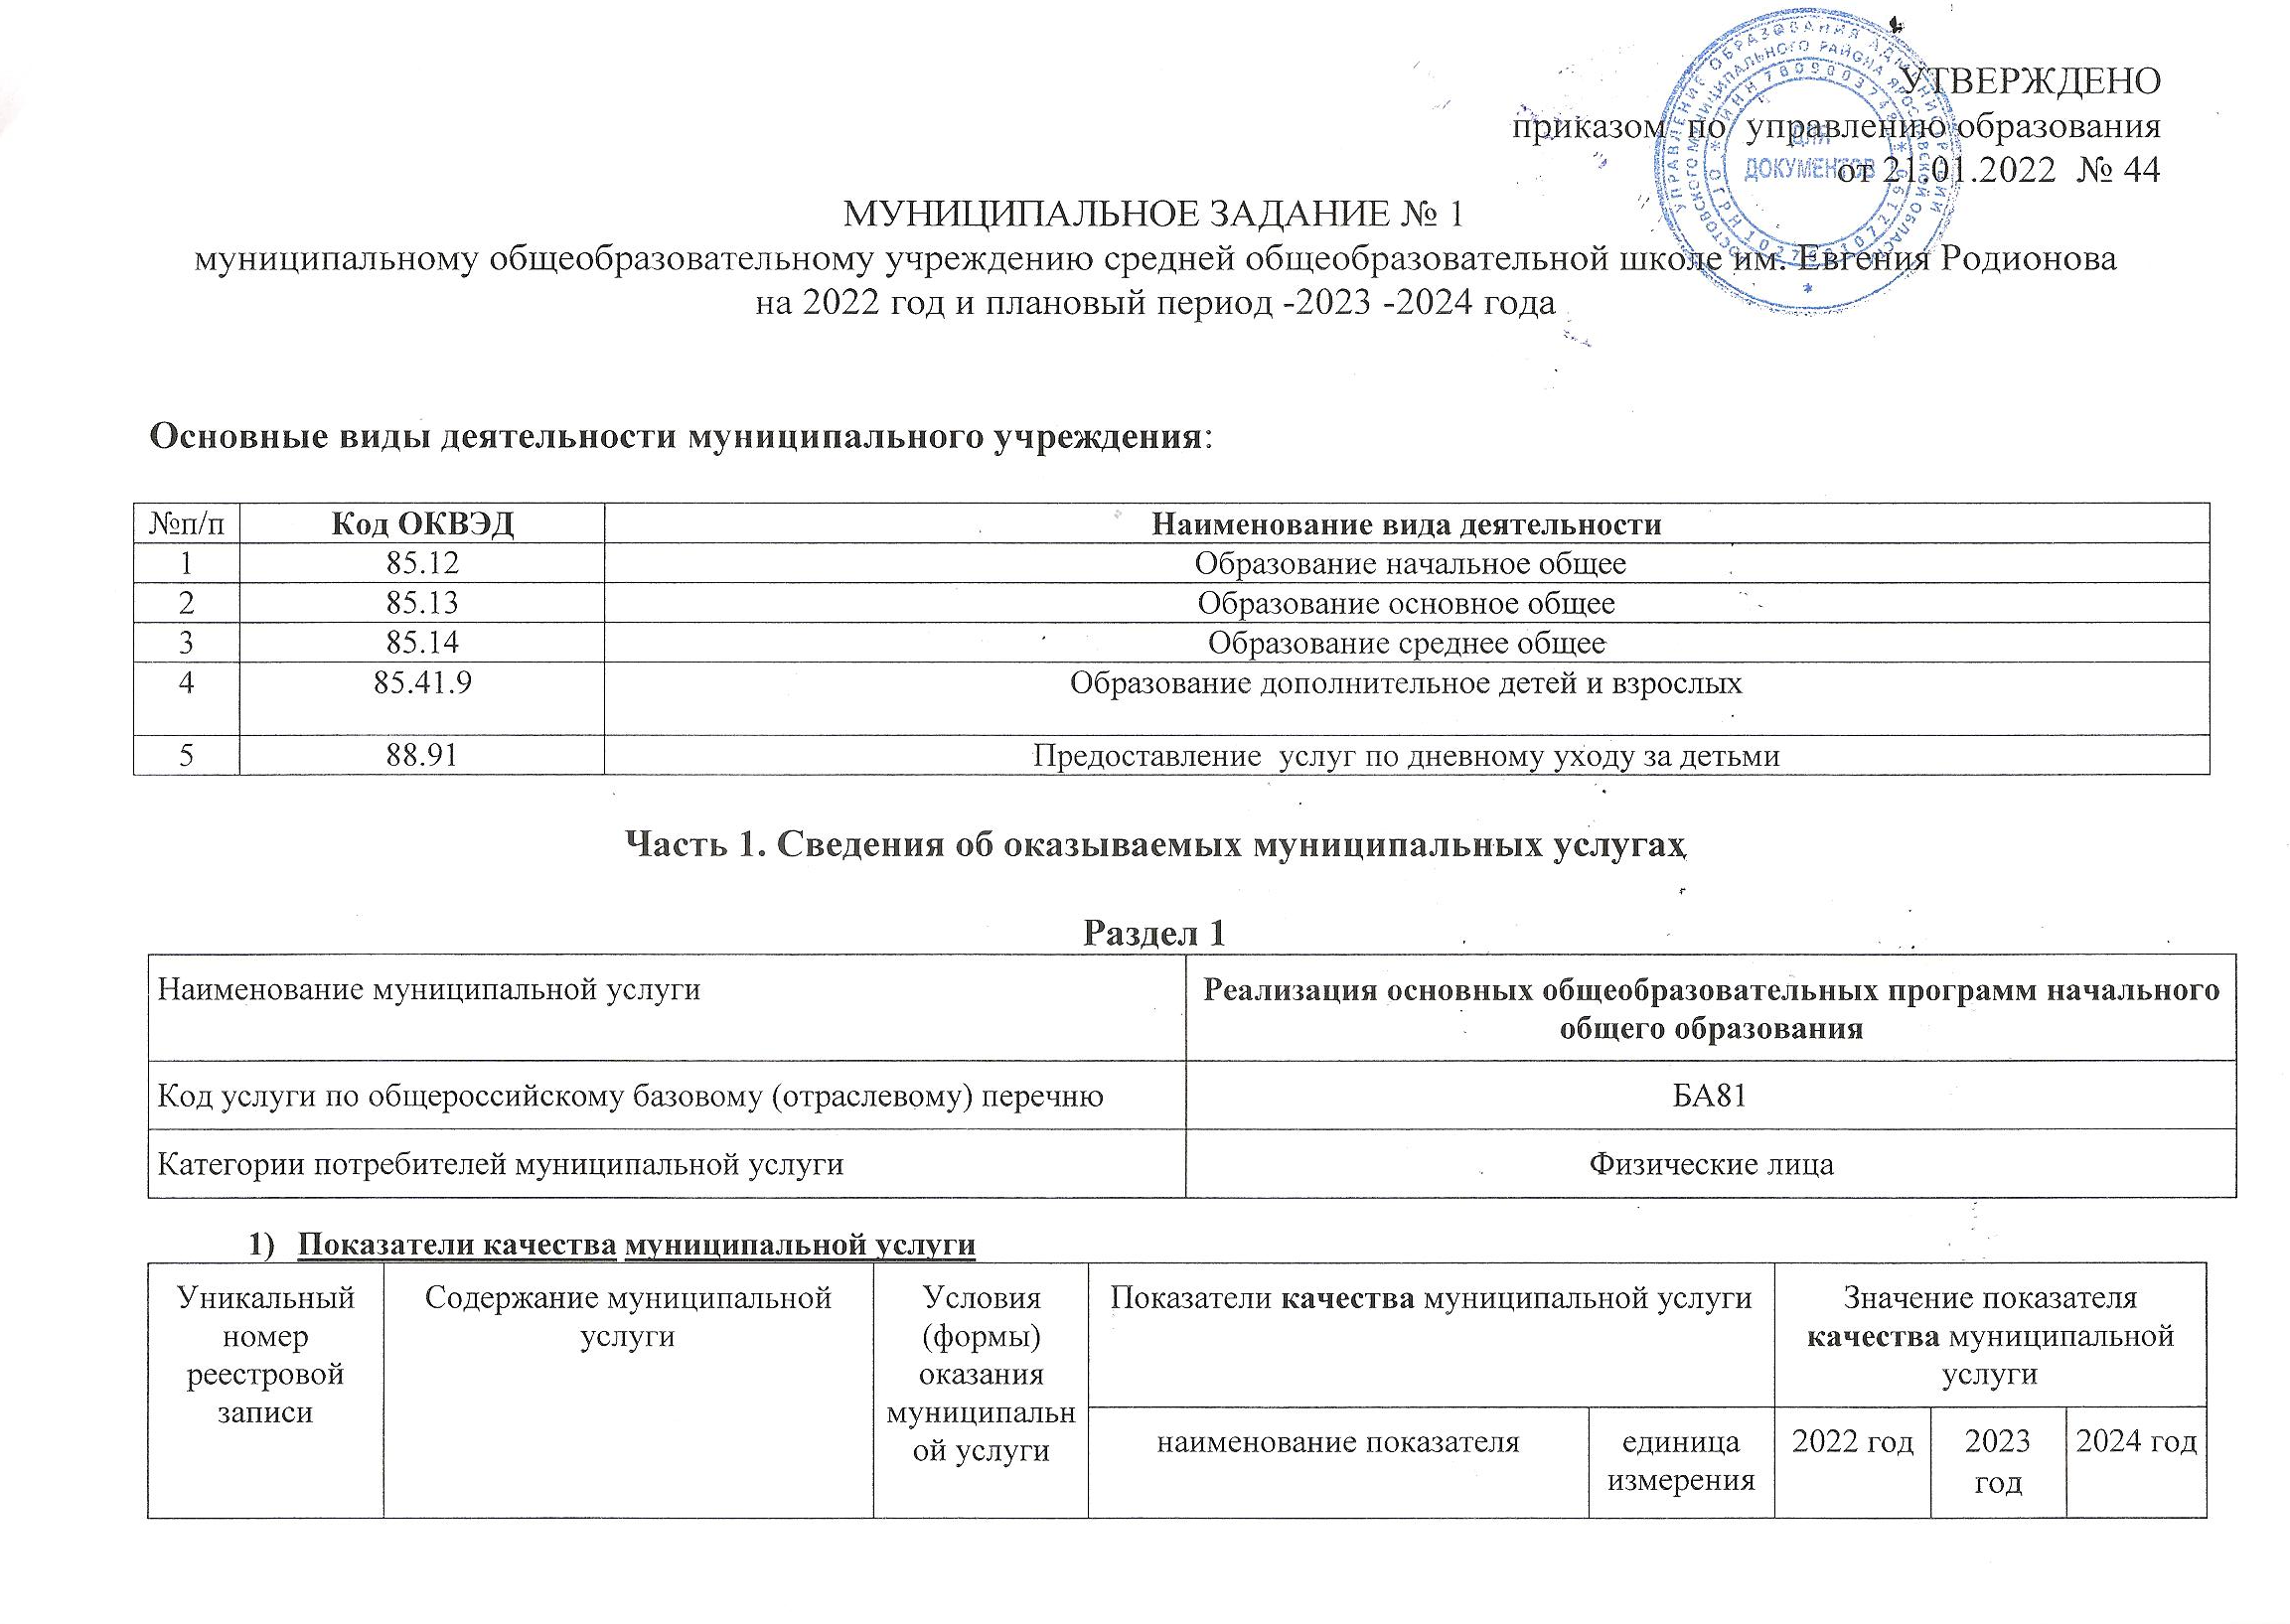 УТВЕРЖДЕНО
приказом по управлению образования
от 21.01.2022 № 44
ДЛЯ
ДОКУМЕНТОВ
МУНИЦИПАЛЬНОЕ ЗАДАНИЕ № 1
муниципальному общеобразовательному учреждению средней общеобразовательной школе им. Евгения Родионова
на 2022 год и плановый период -2023 -2024 года
Основные виды деятельности муниципального учреждения:
№п/п Код ОКВЭД Наименование вида деятельности
1 85.12 Образование начальное общее
2 85.13 Образование основное общее
3 85.14 Образование среднее общее
4 85.41.9 Образование дополнительное детей и взрослых
5 88.91 Предоставление услуг по дневному уходу за детьми
Часть 1. Сведения об оказываемых муниципальных услугах
Раздел 1
Наименование муниципальной услуги
Реализация основных общеобразовательных программ начального
общего образования
Код услуги по общероссийскому базовому (отраслевому) перечню БА81
Категории потребителей муниципальной услуги Физические лица
1) Показатели качества муниципальной услуги
Уникальный
номер
реестровой
записи
Содержание муниципальной
услуги
Условия
(формы)
оказания
муниципальн
ой услуги
Показатели качества муниципальной услуги
Значение показателя
качества муниципальной
услуги
наименование показателя
единица
измерения
2022 год
2023
год
2024 год